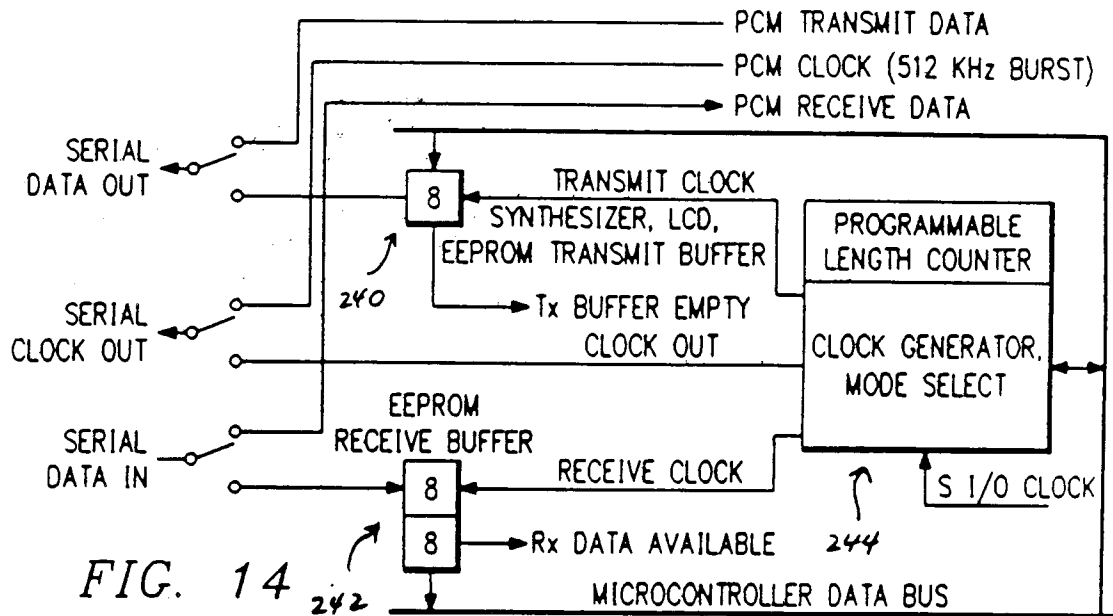 PCM TRANSMIT DATA
PCM CLOCK (512 KHz BURST)
PCM RECEIVE DATA
SERIAL
DATA OUT
8
TRANSMIT CLOCK
SYNTHESIZER, LCD,
EEPROM TRANSMIT BUFFER
PROGRAMMABLE
LENGTH COUNTER
240
Tx BUFFER EMPTY
SERIAL
CLOCK OUT
CLOCK OUT
CLOCK GENERATOR,
MODE SELECT
EEPROM
RECEIVE BUFFER
SERIAL
DATA IN
8
RECEIVE CLOCK
S I/O CLOCK
8
Rx DATA AVAILABLE
244
FIG. 14
242
MICROCONTROLLER DATA BUS